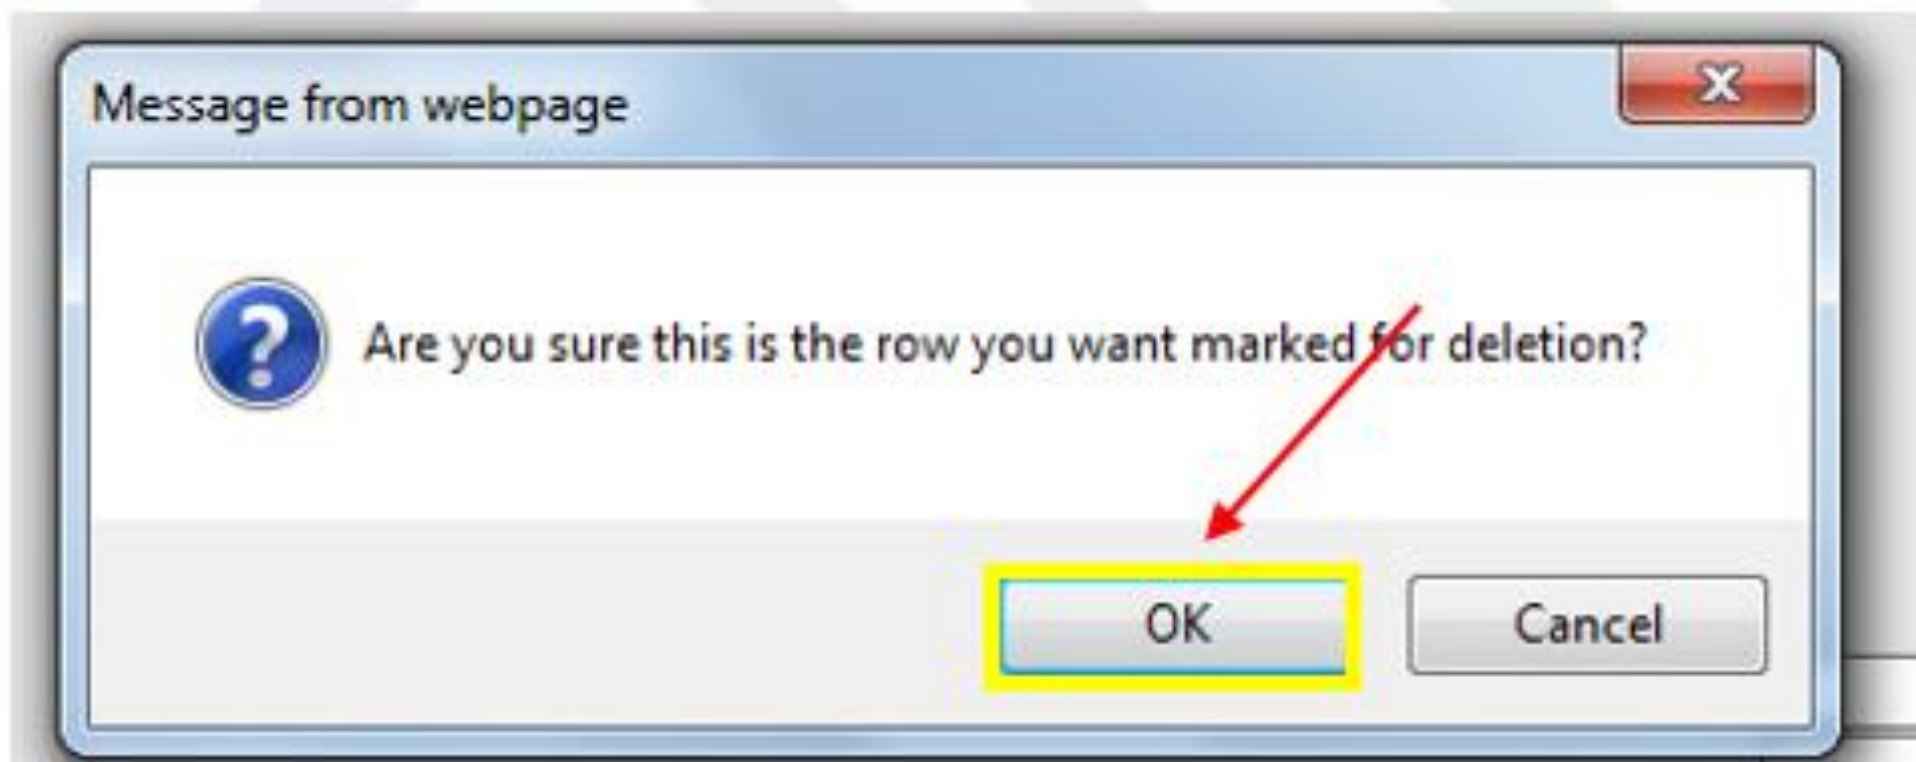 Message from webpage
Are you sure this is the row you want marked for deletion?
OK
Cancel